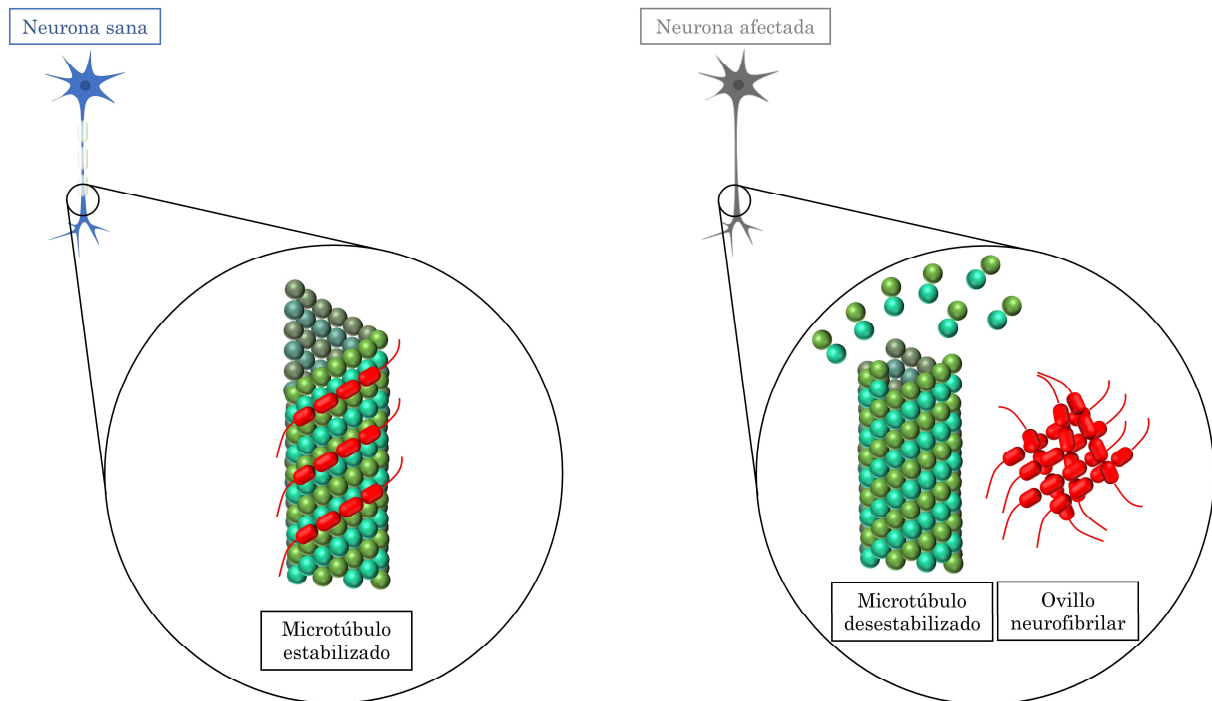 Neurona sana
Neurona afectada
Microtúbulo
estabilizado
Microtúbulo
desestabilizado
Ovillo
neurofibrilar